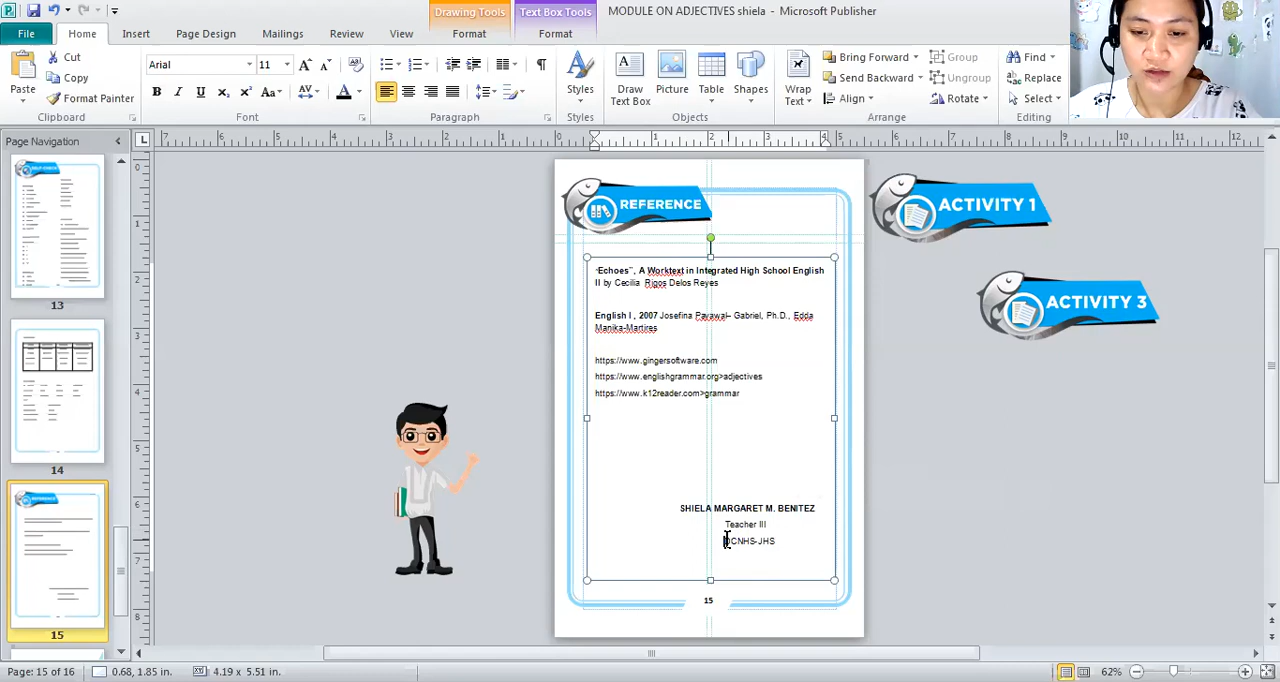 Drawing Tools
Text Box Tools
MODULE ON ADJECTIVES shiela - Microsoft Publisher
File
Home
Insert
Page Design
Mailings
Review
View
Format
Format
Paste
Cut
Copy
Format Painter
Clipboard
Arial
11
Font
Paragraph
Styles
Styles
Draw
Text Box
Picture
Table
Shapes
Objects
Wrap
Text
Bring Forward
Send Backward
Align
Group
Ungroup
Rotate
Arrange
Find
Replace
Select
Editing
Page Navigation
13
14
15
REFERENCE
ACTIVITY 1
ACTIVITY 3
"Echoes", A Worktext in Integrated High School English
II by Cecilia Rigos Delos Reyes
English I , 2007 Josefina Payawal– Gabriel, Ph.D., Edda
Manika-Martires
https://www.gingersoftware.com
https://www.englishgrammar.org>adjectives
https://www.k12reader.com>grammar
SHIELA MARGARET M. BENITEZ
Teacher III
CNHS-JHS
15
Page: 15 of 16
0.68, 1.85 in.
4.19 x 5.51 in.
62%